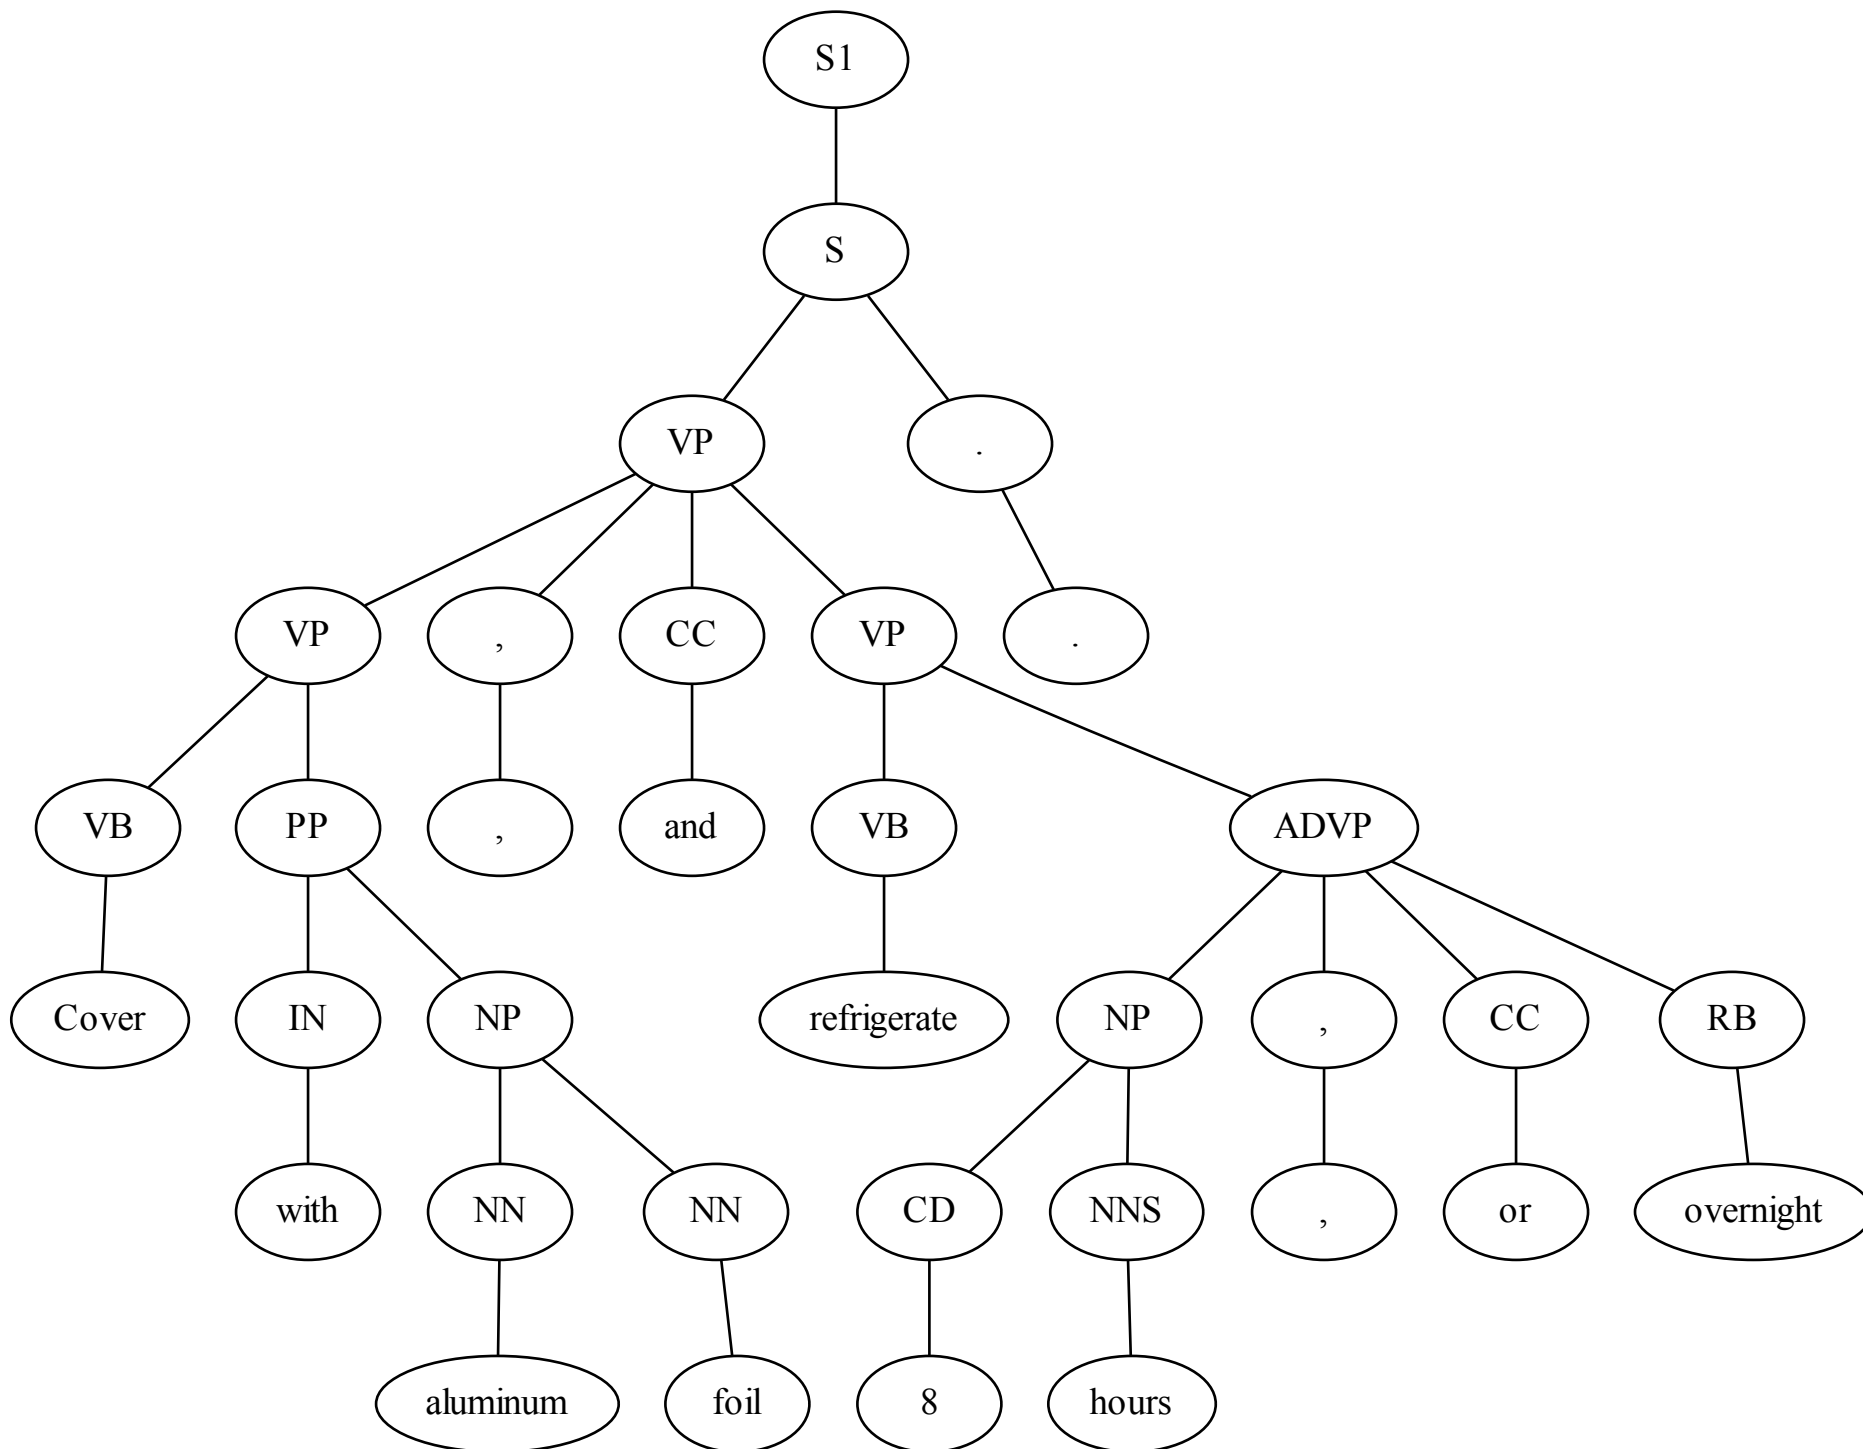 S1
S
VP .
VP , CC VP .
VB PP , and VB ADVP
Cover IN NP refrigerate NP , CC RB
with NN NN CD NNS , or overnight
aluminum foil 8 hours